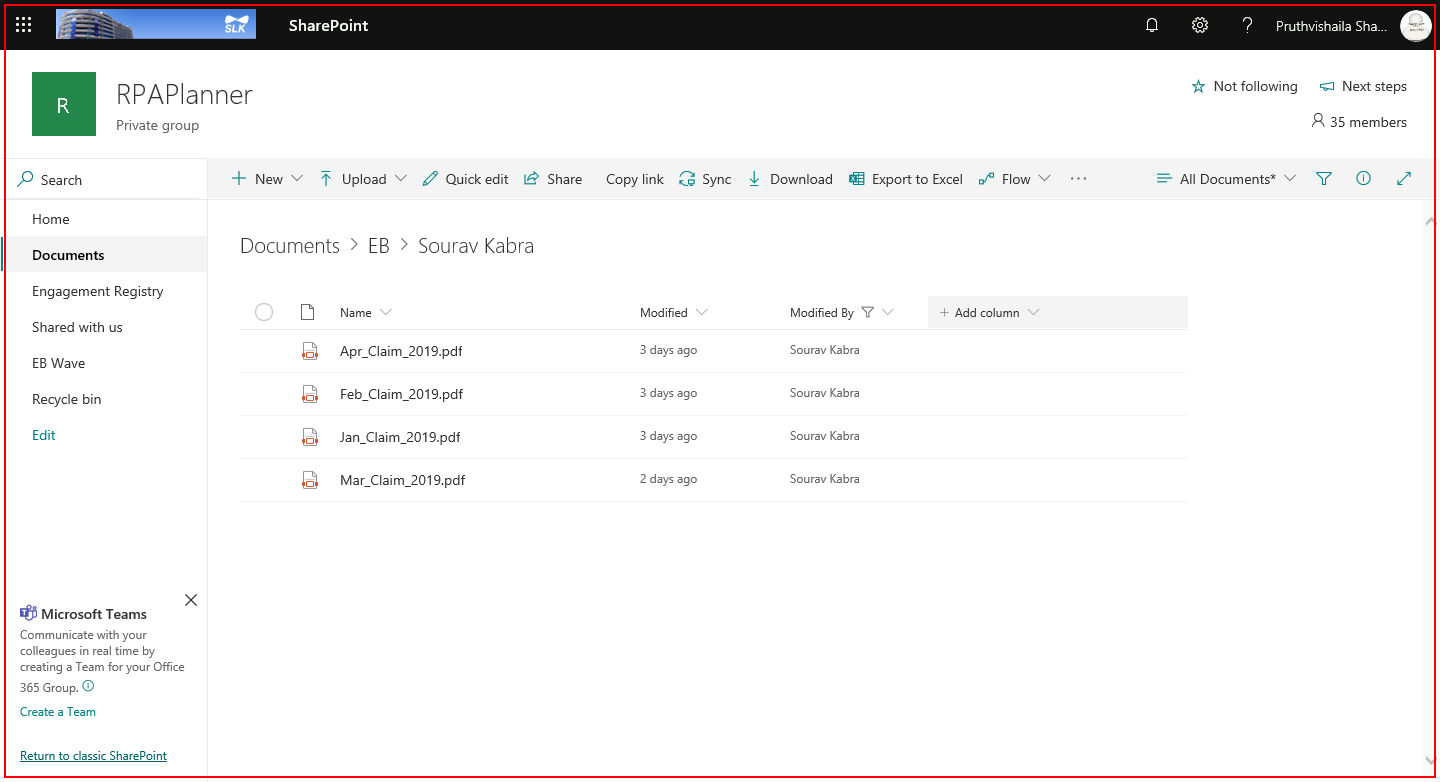 SLK SharePoint Pruthvishaila Sha...
R RPAPlanner
Private group
Not following Next steps
35 members
Search
New Upload Quick edit Share Copy link Sync Download Export to Excel Flow ··· All Documents*
Home
Documents
Engagement Registry
Shared with us
EB Wave
Recycle bin
Edit
Documents > EB > Sourav Kabra
Name Modified Modified By + Add column
Apr_Claim_2019.pdf 3 days ago Sourav Kabra
Feb_Claim_2019.pdf 3 days ago Sourav Kabra
Jan_Claim_2019.pdf 3 days ago Sourav Kabra
Mar_Claim_2019.pdf 2 days ago Sourav Kabra
Microsoft Teams
Communicate with your
colleagues in real time by
creating a Team for your Office
365 Group.
Create a Team
Return to classic SharePoint